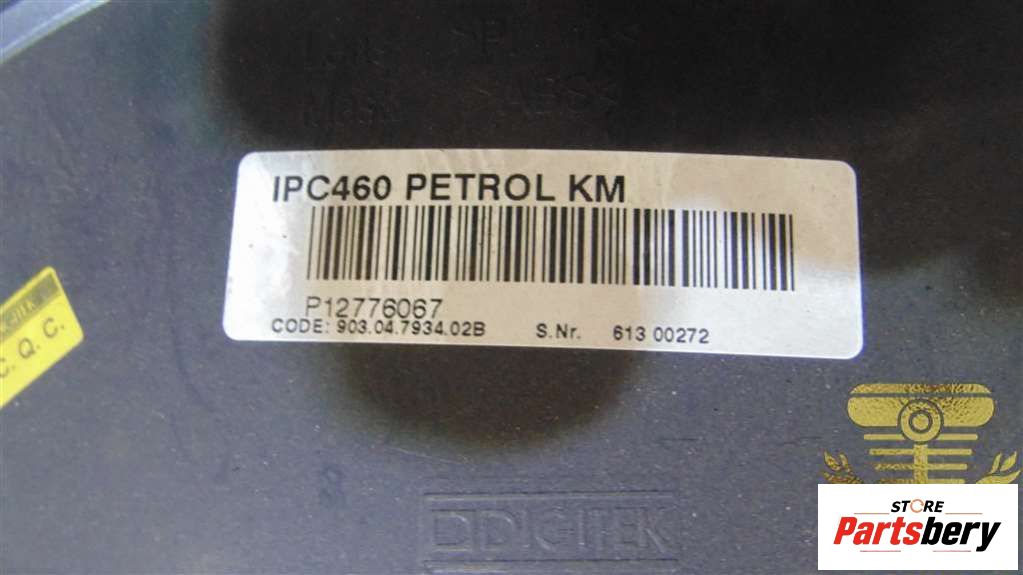 IPC460 PETROL KM
P12776067
CODE: 903.04.7934.02B S.Nr. 613 00272
C. Q. C.
DIGITEK
STORE
Partsbery